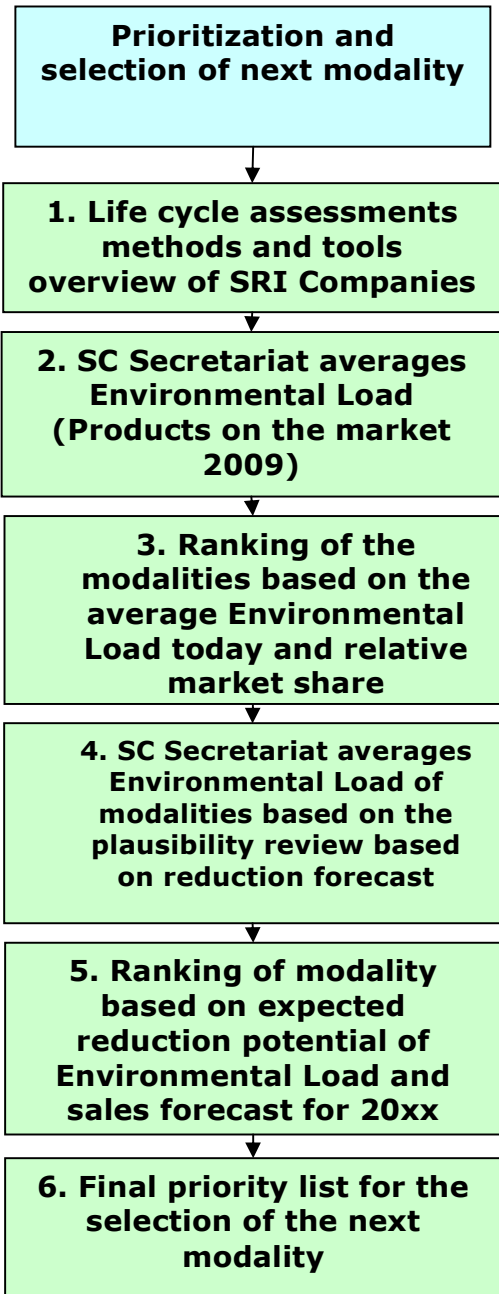 Prioritization and
selection of next modality
1. Life cycle assessments
methods and tools
overview of SRI Companies
2. SC Secretariat averages
Environmental Load
(Products on the market
2009)
3. Ranking of the
modalities based on the
average Environmental
Load today and relative
market share
4. SC Secretariat averages
Environmental Load of
modalities based on the
plausibility review based
on reduction forecast
5. Ranking of modality
based on expected
reduction potential of
Environmental Load and
sales forecast for 20xx
6. Final priority list for the
selection of the next
modality